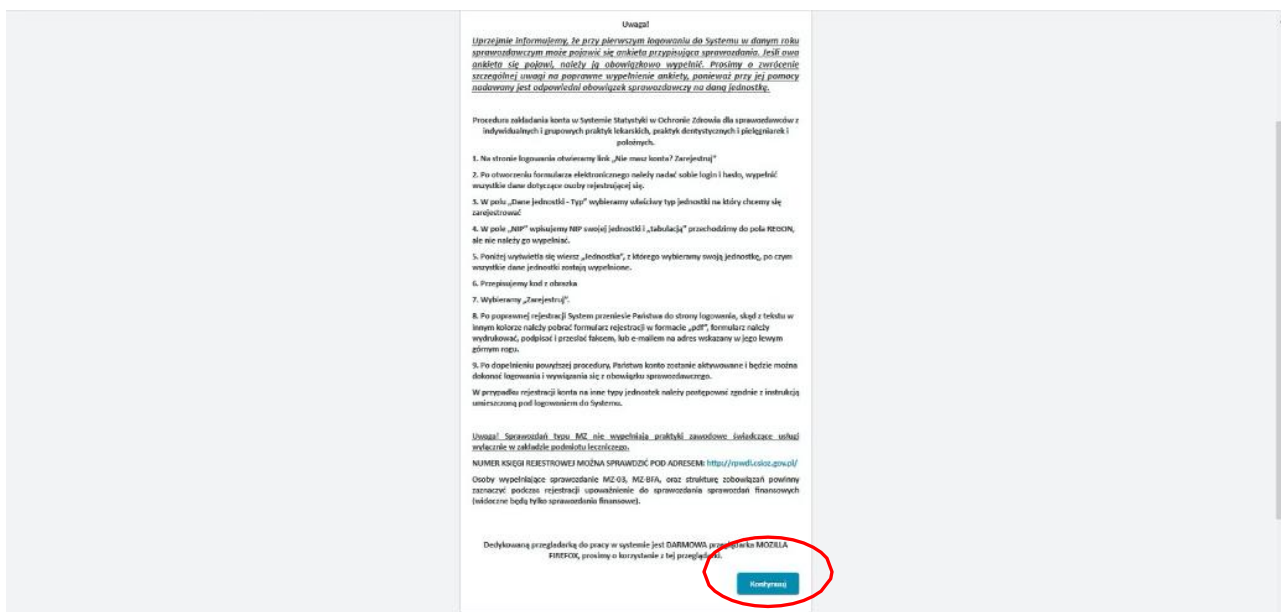 Uwaga!
Uprzejmie informujemy, że przy pierwszym logowaniu do Systemu w danym roku
sprawozdawczym może pojawić się ankieta przypisująca sprawozdania. Jeśli owa
ankieta się pojawi, należy ją obowiązkowo wypełnić. Prosimy o zwrócenie
szczególnej uwagi na poprawne wypełnienie ankiety, ponieważ przy jej pomocy
nadawany jest odpowiedni obowiązek sprawozdawczy na daną jednostkę.
Procedura zakładania konta w Systemie Statystyki w Ochronie Zdrowia dla sprawozdawców z
indywidualnych i grupowych praktyk lekarskich, praktyk dentystycznych i pielęgniarek i
położnych.
1. Na stronie logowania otwieramy link „Nie masz konta? Zarejestruj"
2. Po otworzeniu formularza elektronicznego należy nadać sobie login i hasło, wypełnić
wszystkie dane dotyczące osoby rejestrującej się.
3. W polu „Dane jednostki - Typ" wybieramy właściwy typ jednostki na który chcemy się
zarejestrować
4. W pole „NIP" wpisujemy NIP swojej jednostki i „tabulacją" przechodzimy do pola REGON,
ale nie należy go wypełniać.
5. Poniżej wyświetla się wiersz „Jednostka", z którego wybieramy swoją jednostkę, po czym
wszystkie dane jednostki zostają wypełnione.
6. Przepisujemy kod z obrazka
7. Wybieramy „Zarejestruj".
8. Po poprawnej rejestracji System przeniesie Państwa do strony logowania, skąd z tekstu w
innym kolorze należy pobrać formularz rejestracji w formacie „pdf", formularz należy
wydrukować, podpisać i przesłać faksem, lub e-mailem na adres wskazany w jego lewym
górnym rogu.
9. Po dopełnieniu powyższej procedury, Państwa konto zostanie aktywowane i będzie można
dokonać logowania i wywiązania się z obowiązku sprawozdawczego.
W przypadku rejestracji konta na inne typy jednostek należy postępować zgodnie z instrukcją
umieszczoną pod logowaniem do Systemu.
Uwaga! Sprawozdań typu MZ nie wypełniają praktyki zawodowe świadczące usługi
wyłącznie w zakładzie podmiotu leczniczego.
NUMER KSIĘGI REJESTROWEJ MOŻNA SPRAWDZIĆ POD ADRESEM: http://rpwdl.csioz.gov.pl/
Osoby wypełniające sprawozdanie MZ-03, MZ-BFA, oraz strukturę zobowiązań powinny
zaznaczyć podczas rejestracji upoważnienie do sprawozdania sprawozdań finansowych
(widoczne będą tylko sprawozdania finansowe).
Dedykowaną przeglądarką do pracy w systemie jest DARMOWA przeglądarka MOZILLA
FIREFOX, prosimy o korzystanie z tej przeglądarki.
Kontynuuj